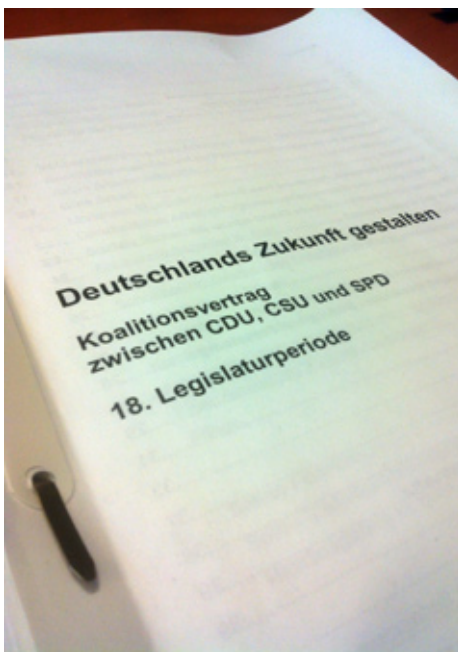 Deutschlands Zukunft gestalten
Koalitionsvertrag
zwischen CDU, CSU und SPD
18. Legislaturperiode